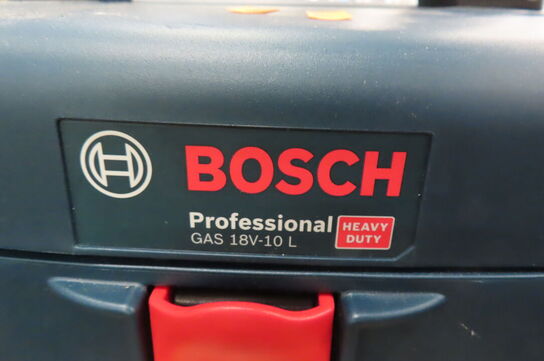 BOSCH
Professional
GAS 18V-10 L
HEAVY
DUTY